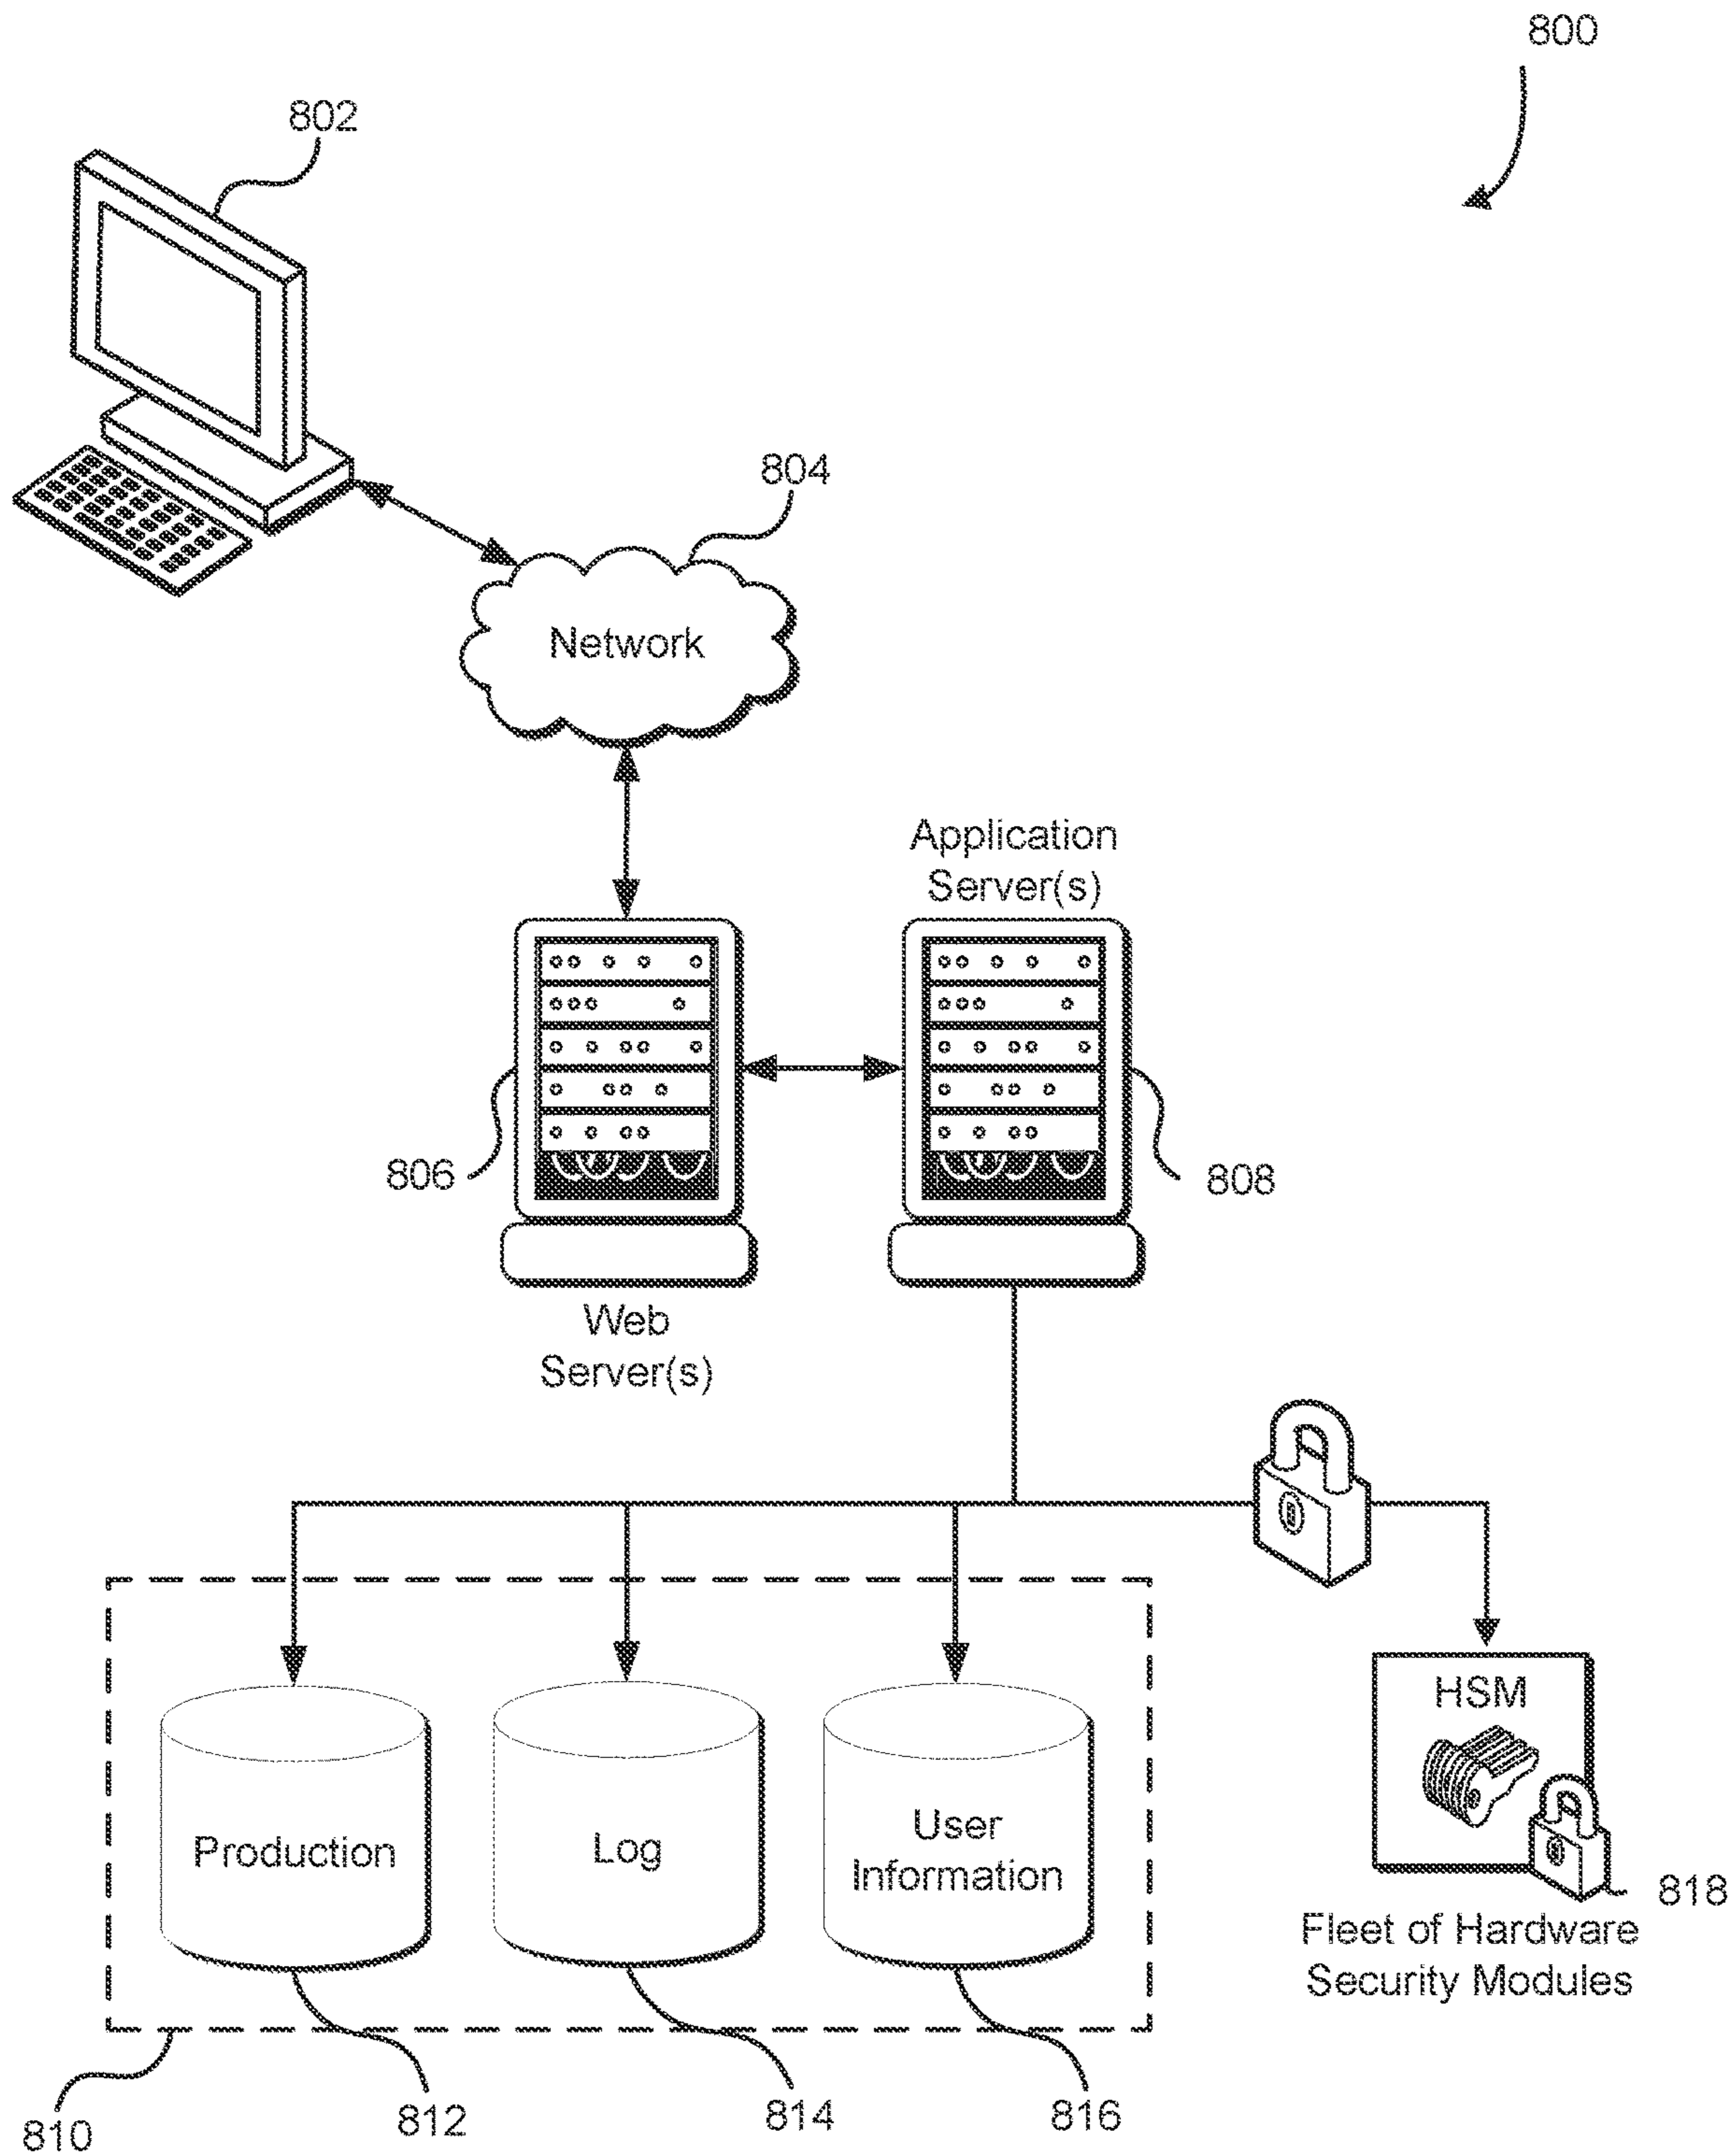 800
802
804
Network
Application
Server(s)
806
808
Web
Server(s)
HSM
Production
Log
User
Information
818
Fleet of Hardware
Security Modules
810
812
814
816